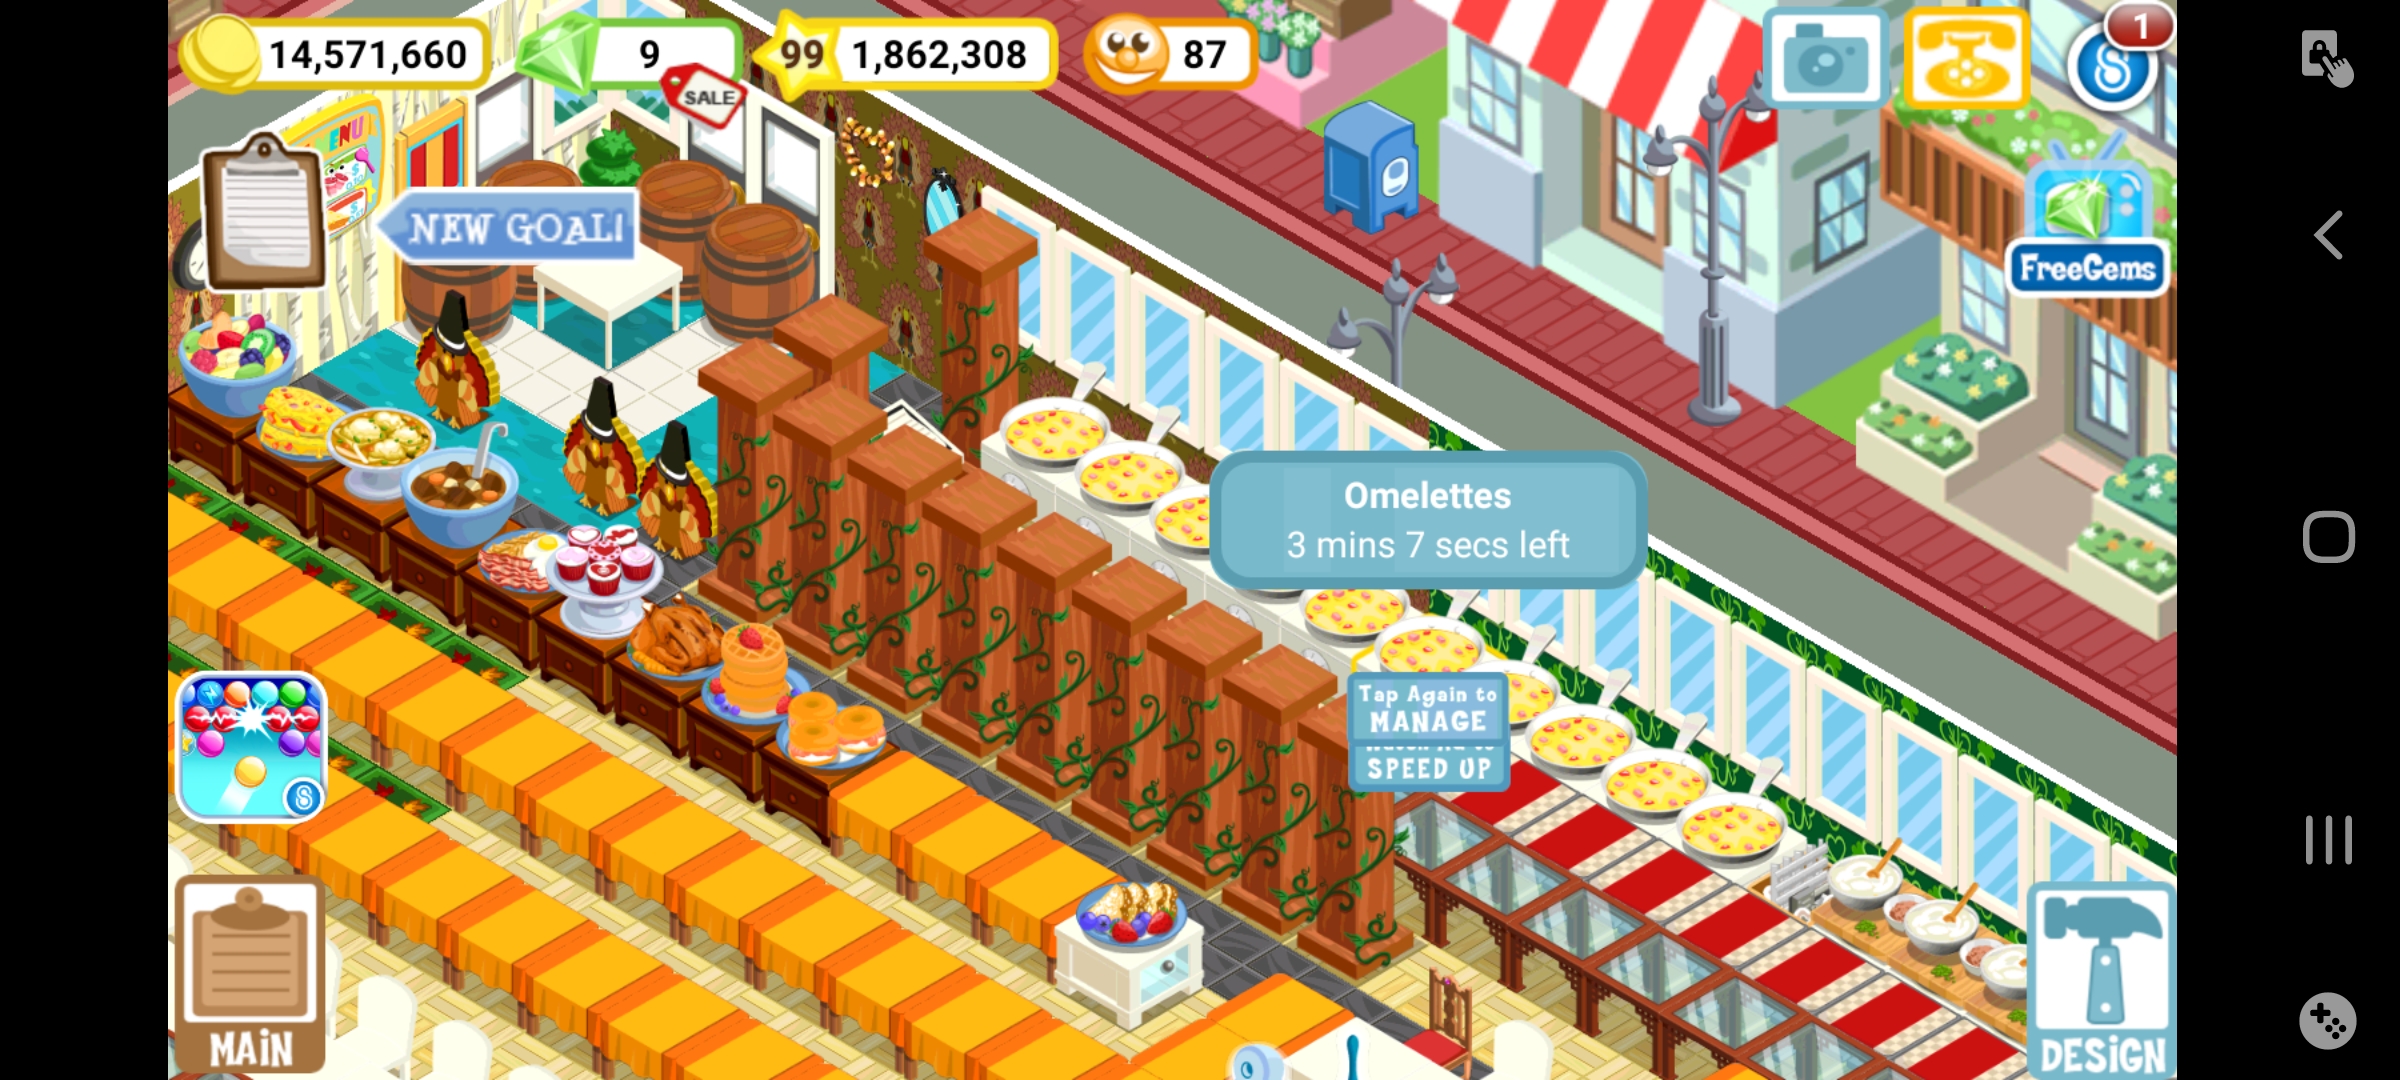 14,571,660
9
SALE
99
1,862,308
87
1
ENU
NEW GOAL!
FreeGems
Omelettes
3 mins 7 secs left
Tap Again to
MANAGE
SPEED UP
MAIN
DESIGN